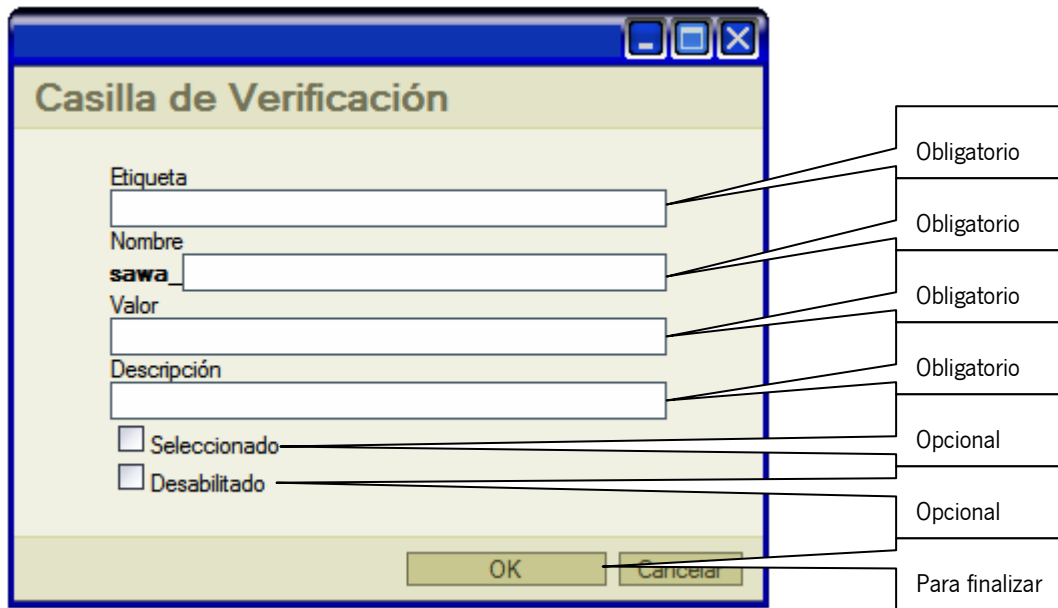 Casilla de Verificación
Etiqueta
Obligatorio
Nombre
sawa_
Obligatorio
Valor
Obligatorio
Descripción
Obligatorio
Seleccionado
Opcional
Desabilitado
Opcional
OK
Cancelar
Para finalizar